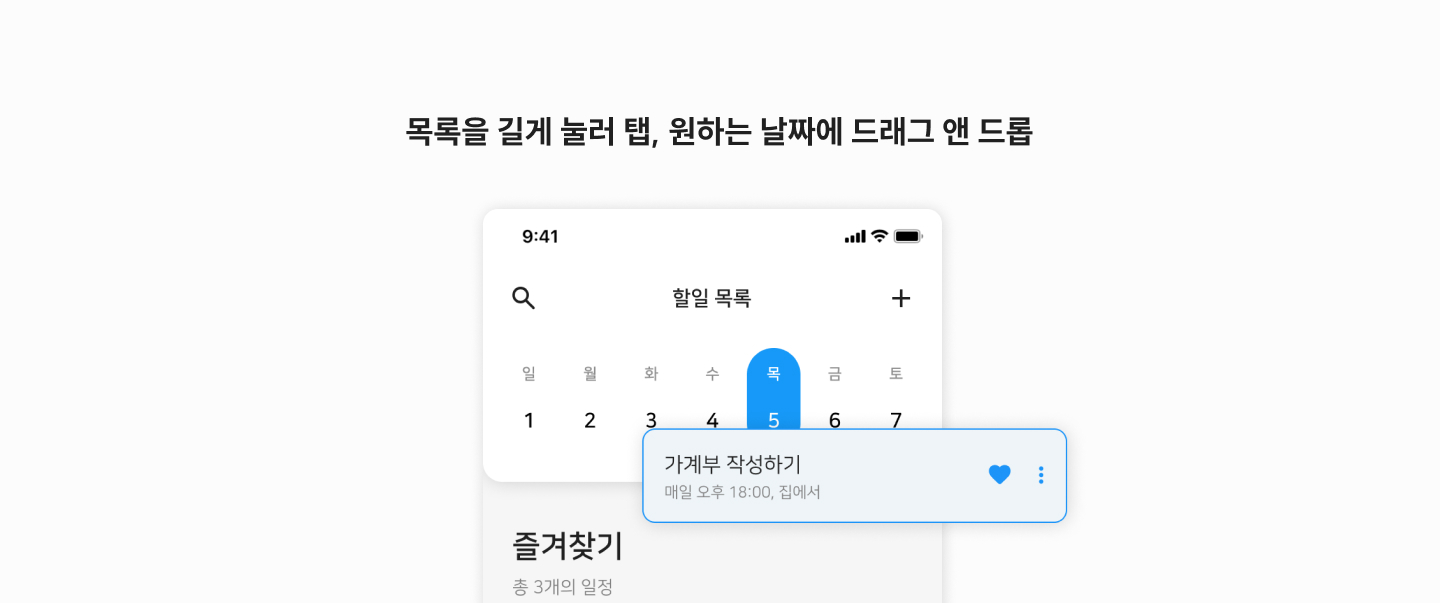 목록을 길게 눌러 탭, 원하는 날짜에 드래그 앤 드롭
9:41
할일 목록
일 월 화 수 목 금 토
1 2 3 4 5 6 7
가계부 작성하기
매일 오후 18:00, 집에서
즐겨찾기
총 3개의 일정